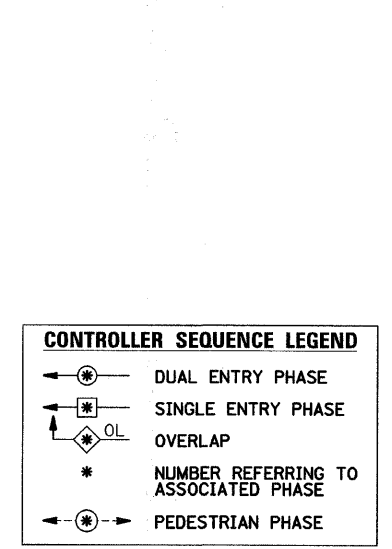 CONTROLLER SEQUENCE LEGEND
* DUAL ENTRY PHASE
* SINGLE ENTRY PHASE
* OL OVERLAP
* NUMBER REFERRING TO
ASSOCIATED PHASE
* PEDESTRIAN PHASE